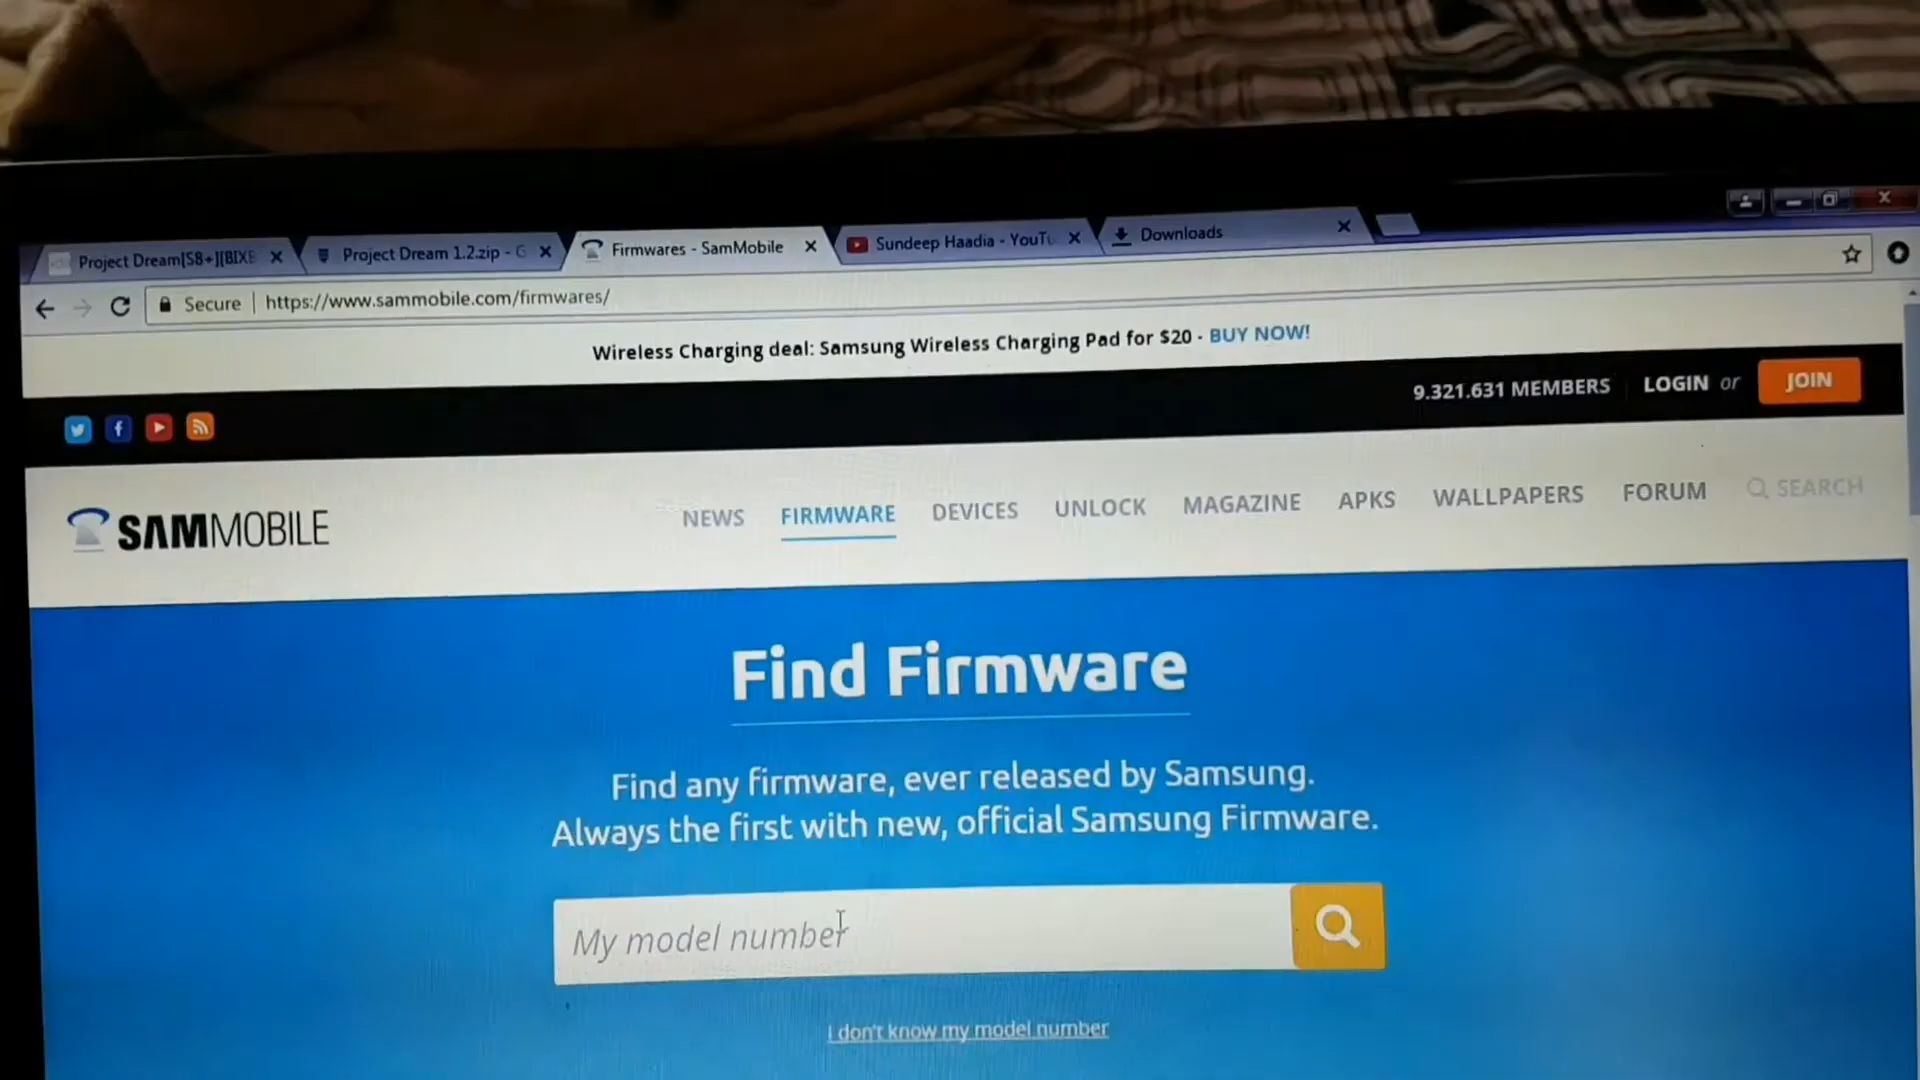 Project Dream[S8+][BIXB
Project Dream 1.2.zip - G
Firmwares - SamMobile
Sundeep Haadia - YouTu
Downloads
Secure
https://www.sammobile.com/firmwares/
Wireless Charging deal: Samsung Wireless Charging Pad for $20 - BUY NOW!
9.321.631 MEMBERS LOGIN or JOIN
SAMMOBILE
NEWS FIRMWARE DEVICES UNLOCK MAGAZINE APKS WALLPAPERS FORUM SEARCH
Find Firmware
Find any firmware, ever released by Samsung.
Always the first with new, official Samsung Firmware.
My model number
I don't know my model number